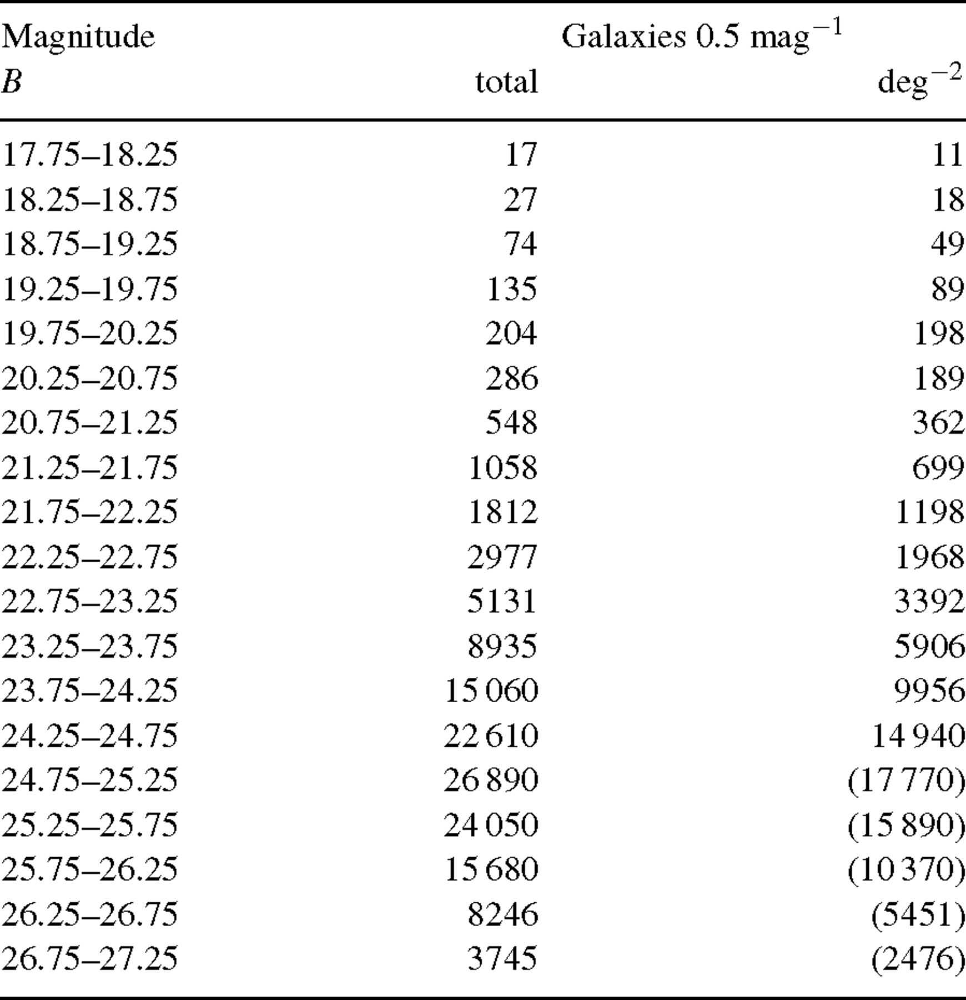 Magnitude Galaxies 0.5 mag⁻¹
B total deg⁻²
17.75–18.25 17 11
18.25–18.75 27 18
18.75–19.25 74 49
19.25–19.75 135 89
19.75–20.25 204 198
20.25–20.75 286 189
20.75–21.25 548 362
21.25–21.75 1058 699
21.75–22.25 1812 1198
22.25–22.75 2977 1968
22.75–23.25 5131 3392
23.25–23.75 8935 5906
23.75–24.25 15 060 9956
24.25–24.75 22 610 14 940
24.75–25.25 26 890 (17 770)
25.25–25.75 24 050 (15 890)
25.75–26.25 15 680 (10 370)
26.25–26.75 8246 (5451)
26.75–27.25 3745 (2476)